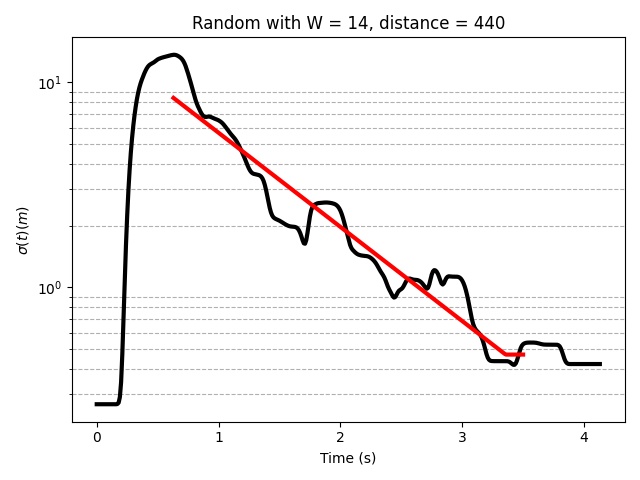 Random with W = 14, distance = 440
10¹
10⁰
σ(t)(m)
0 1 2 3 4
Time (s)